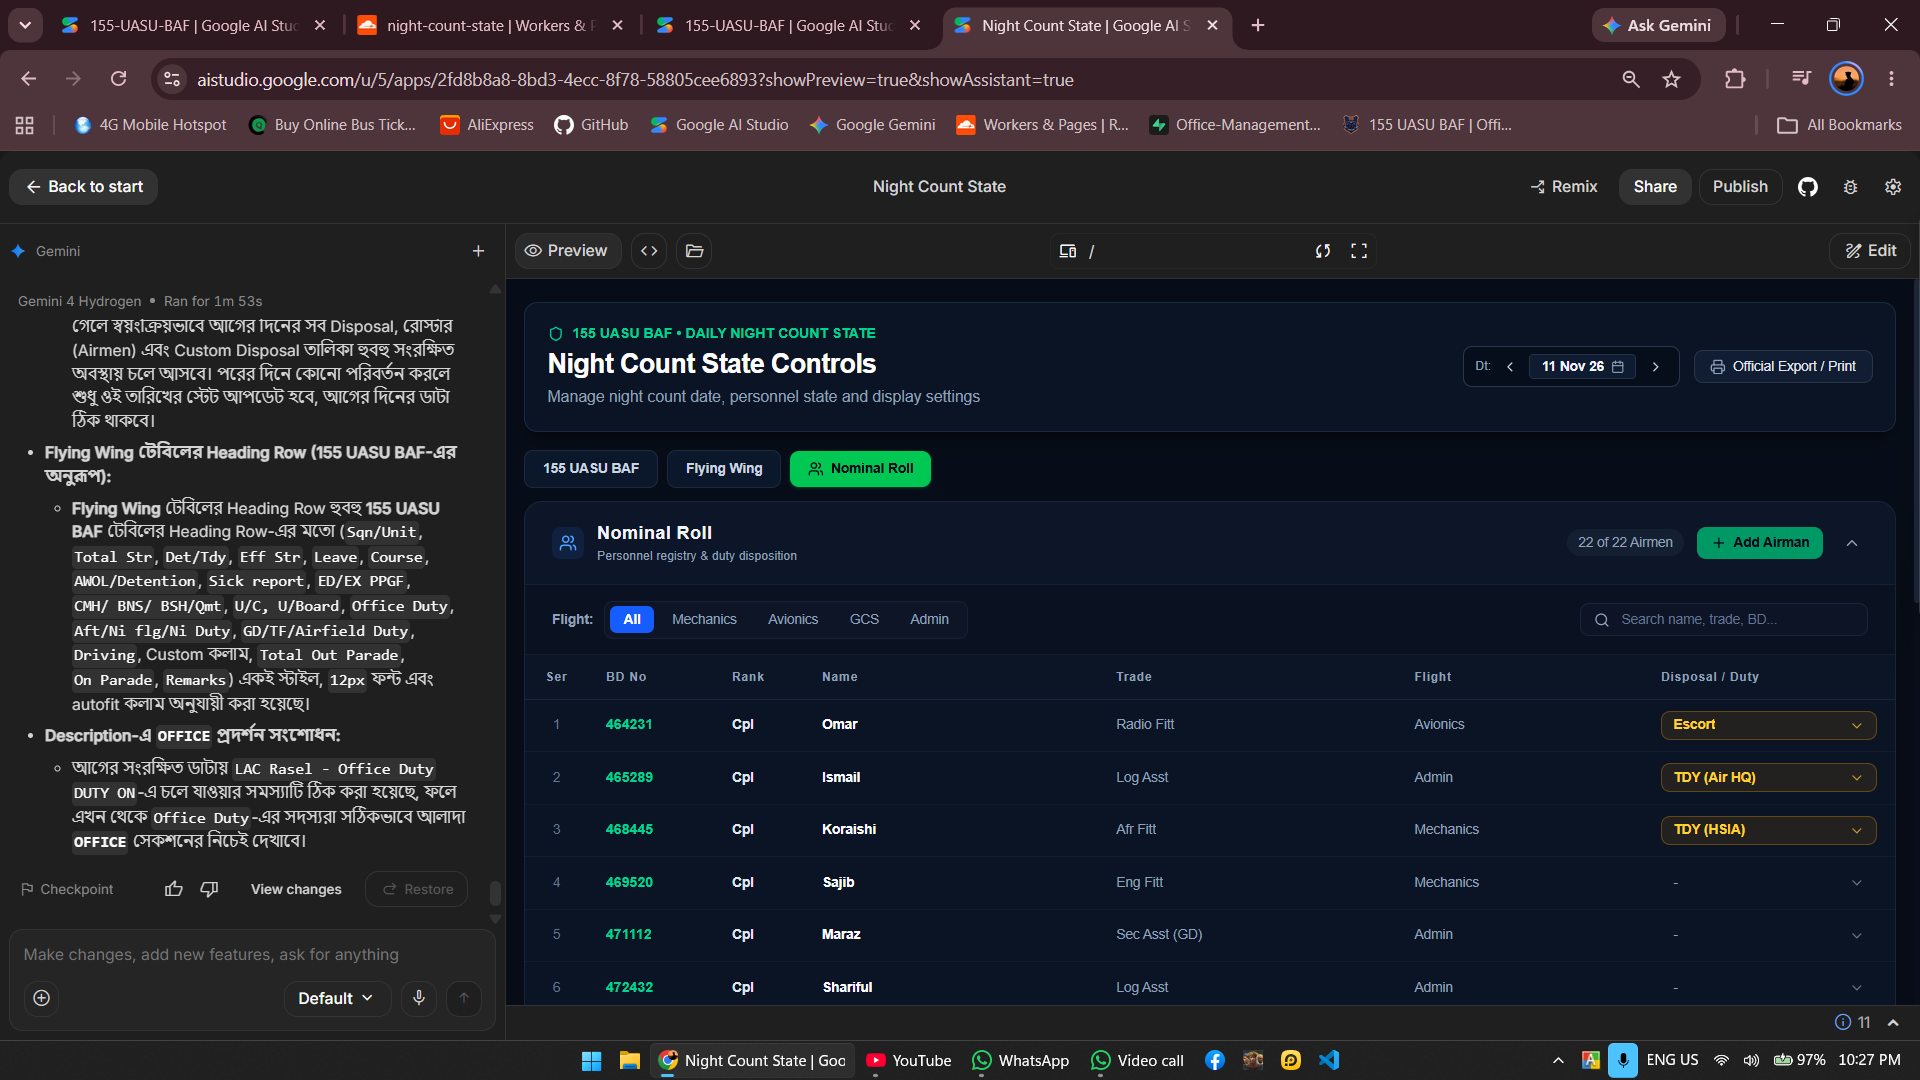 155-UASU-BAF | Google AI Stuc
night-count-state | Workers & P
155-UASU-BAF | Google AI Stuc
Night Count State | Google AI S
Ask Gemini
aistudio.google.com/u/5/apps/2fd8b8a8-8bd3-4ecc-8f78-58805cee6893?showPreview=true&showAssistant=true
4G Mobile Hotspot
Buy Online Bus Tick...
AliExpress
GitHub
Google AI Studio
Google Gemini
Workers & Pages | R...
Office-Management...
155 UASU BAF | Offi...
All Bookmarks
Back to start
Night Count State
Remix
Share
Publish
Gemini
Preview
/
Edit
Gemini 4 Hydrogen • Ran for 1m 53s
গেলে স্বয়ংক্রিয়ভাবে আগের দিনের সব Disposal, রোস্টার
(Airmen) এবং Custom Disposal তালিকা হুবহু সংরক্ষিত
অবস্থায় চলে আসবে। পরের দিনে কোনো পরিবর্তন করলে
শুধু ওই তারিখের স্টেট আপডেট হবে, আগের দিনের ডাটা
ঠিক থাকবে।
• Flying Wing টেবিলের Heading Row (155 UASU BAF-এর
অনুরূপ):
Flying Wing টেবিলের Heading Row হুবহু 155 UASU
BAF টেবিলের Heading Row-এর মতো (Sqn/Unit,
Total Str, Det/Tdy, Eff Str, Leave, Course,
AWOL/Detention, Sick report, ED/EX PPGF,
CMH/ BNS/ BSH/Qmt, U/C, U/Board, Office Duty,
Aft/Ni flg/Ni Duty, GD/TF/Airfield Duty,
Driving, Custom কলাম, Total Out Parade,
On Parade, Remarks) একই স্টাইল, 12px ফন্ট এবং
autofit কলাম অনুযায়ী করা হয়েছে।
• Description-এ OFFICE প্রদর্শন সংশোধন:
আগের সংরক্ষিত ডাটায় LAC Rasel - Office Duty
DUTY ON-এ চলে যাওয়ার সমস্যাটি ঠিক করা হয়েছে, ফলে
এখন থেকে Office Duty-এর সদস্যরা সঠিকভাবে আলাদা
OFFICE সেকশনের নিচেই দেখাবে।
Checkpoint
View changes
Restore
Make changes, add new features, ask for anything
Default
155 UASU BAF • DAILY NIGHT COUNT STATE
Night Count State Controls
Manage night count date, personnel state and display settings
Dt:
11 Nov 26
Official Export / Print
155 UASU BAF
Flying Wing
Nominal Roll
Nominal Roll
Personnel registry & duty disposition
22 of 22 Airmen
+ Add Airman
Flight:
All
Mechanics
Avionics
GCS
Admin
Search name, trade, BD...
Ser BD No Rank Name Trade Flight Disposal / Duty
1 464231 Cpl Omar Radio Fitt Avionics Escort
2 465289 Cpl Ismail Log Asst Admin TDY (Air HQ)
3 468445 Cpl Koraishi Afr Fitt Mechanics TDY (HSIA)
4 469520 Cpl Sajib Eng Fitt Mechanics -
5 471112 Cpl Maraz Sec Asst (GD) Admin -
6 472432 Cpl Shariful Log Asst Admin -
11
Night Count State | Goo
YouTube
WhatsApp
Video call
ENG US
97%
10:27 PM